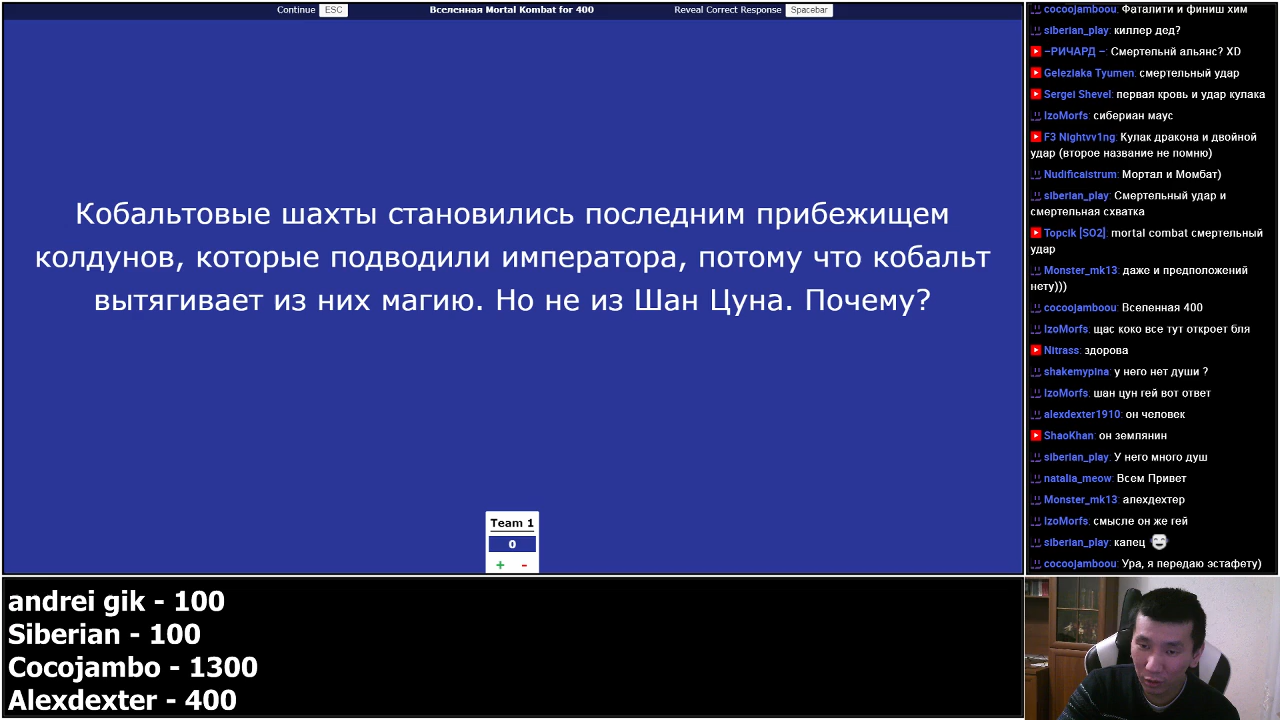 Continue ESC
Вселенная Mortal Kombat for 400
Reveal Correct Response Spacebar
Кобальтовые шахты становились последним прибежищем
колдунов, которые подводили императора, потому что кобальт
вытягивает из них магию. Но не из Шан Цуна. Почему?
Team 1
0
+ -
cocoojamboou: Фаталити и финиш хим
siberian_play: киллер дед?
~РИЧАРД ~: Смертельнй альянс? XD
Geleziaka Tyumen: смертельный удар
Sergei Shevel: первая кровь и удар кулака
IzoMorfs: сибериан маус
F3 Nightvv1ng: Кулак дракона и двойной
удар (второе название не помню)
Nudificaistrum: Мортал и Момбат)
siberian_play: Смертельный удар и
смертельная схватка
Topcik [SO2]: mortal combat смертельный
удар
Monster_mk13: даже и предположений
нету)))
cocoojamboou: Вселенная 400
IzoMorfs: щас коко все тут откроет бля
Nitrass: здорова
shakemypina: у него нет души ?
IzoMorfs: шан цун гей вот ответ
alexdexter1910: он человек
ShaoKhan: он землянин
siberian_play: У него много душ
natalia_meow: Всем Привет
Monster_mk13: алехдехтер
IzoMorfs: смысле он же гей
siberian_play: капец
cocoojamboou: Ура, я передаю эстафету)
andrei gik - 100
Siberian - 100
Cocojambo - 1300
Alexdexter - 400